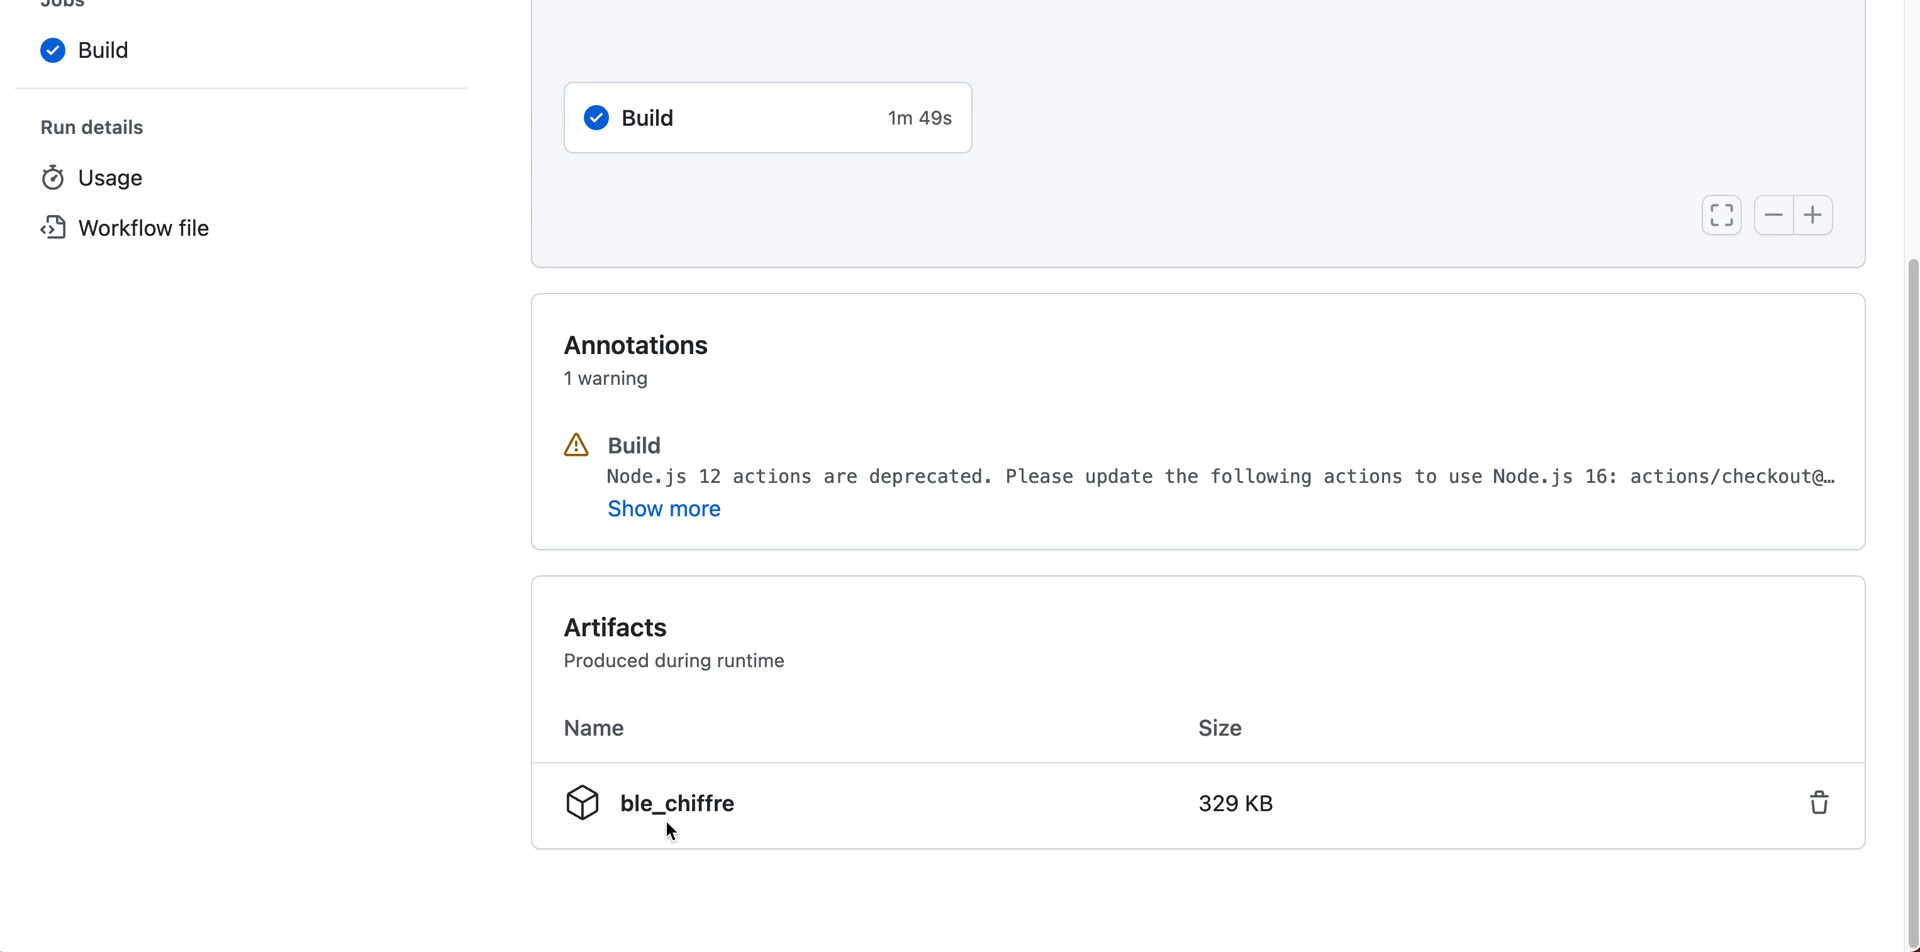 Jobs
Build
Run details
Usage
Workflow file
Build 1m 49s
Annotations
1 warning
Build
Node.js 12 actions are deprecated. Please update the following actions to use Node.js 16: actions/checkout@…
Show more
Artifacts
Produced during runtime
Name Size
ble_chiffre 329 KB